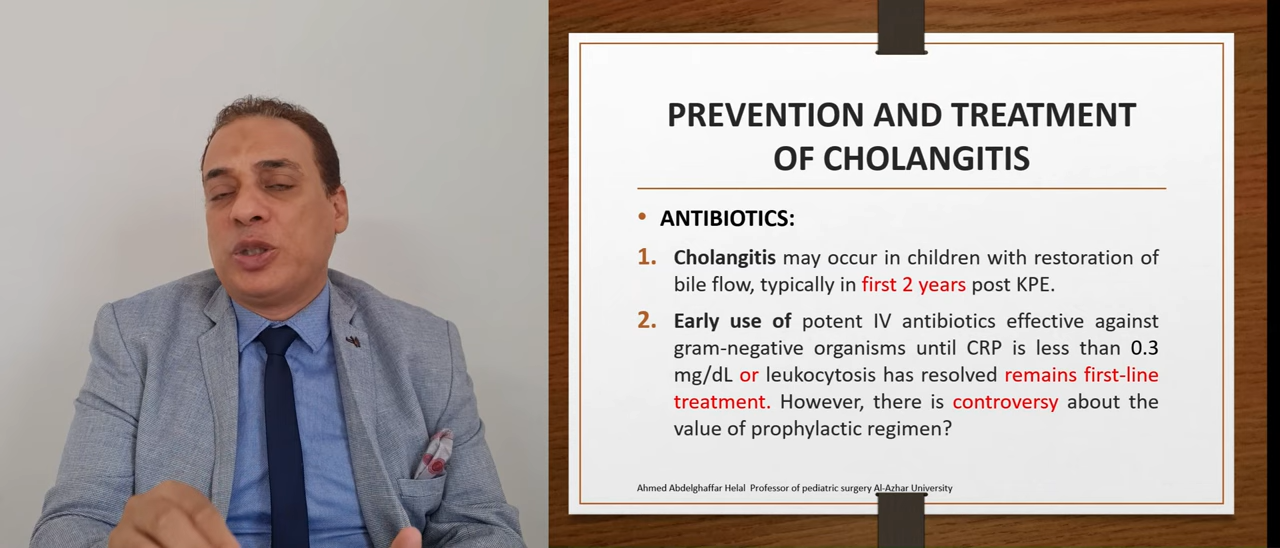 PREVENTION AND TREATMENT
OF CHOLANGITIS
• ANTIBIOTICS:
1. Cholangitis may occur in children with restoration of
bile flow, typically in first 2 years post KPE.
2. Early use of potent IV antibiotics effective against
gram-negative organisms until CRP is less than 0.3
mg/dL or leukocytosis has resolved remains first-line
treatment. However, there is controversy about the
value of prophylactic regimen?
Ahmed Abdelghaffar Helal Professor of pediatric surgery Al-Azhar University